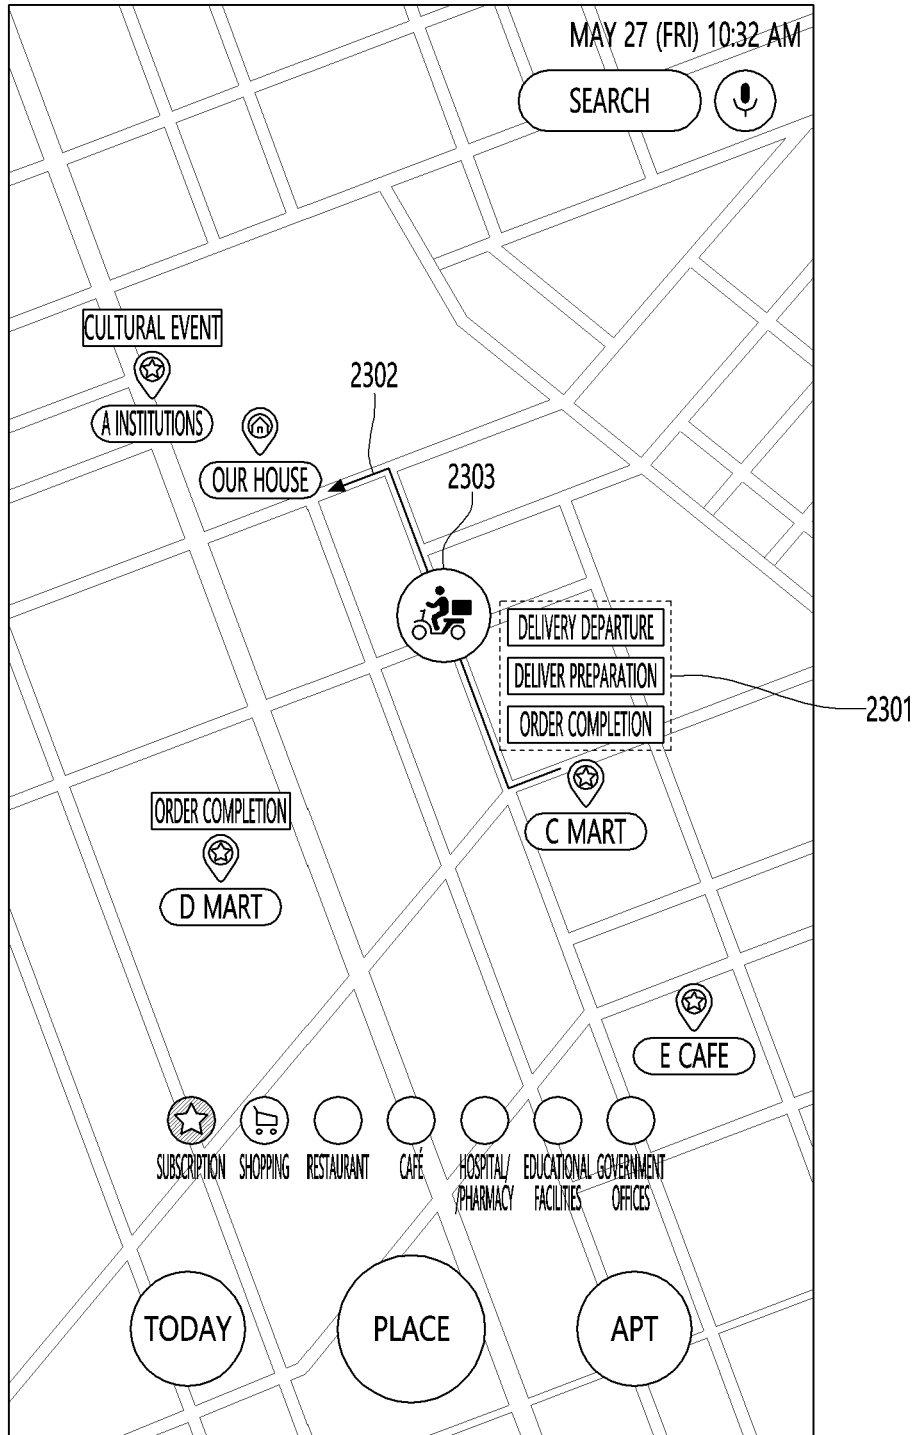 MAY 27 (FRI) 10:32 AM
SEARCH
CULTURAL EVENT
A INSTITUTIONS
2302
OUR HOUSE
2303
DELIVERY DEPARTURE
DELIVER PREPARATION
2301
ORDER COMPLETION
C MART
ORDER COMPLETION
D MART
E CAFE
SUBSCRIPTION
SHOPPING
RESTAURANT
CAFÉ
HOSPITAL/
/PHARMACY
EDUCATIONAL
FACILITIES
GOVERNMENT
OFFICES
TODAY
PLACE
APT